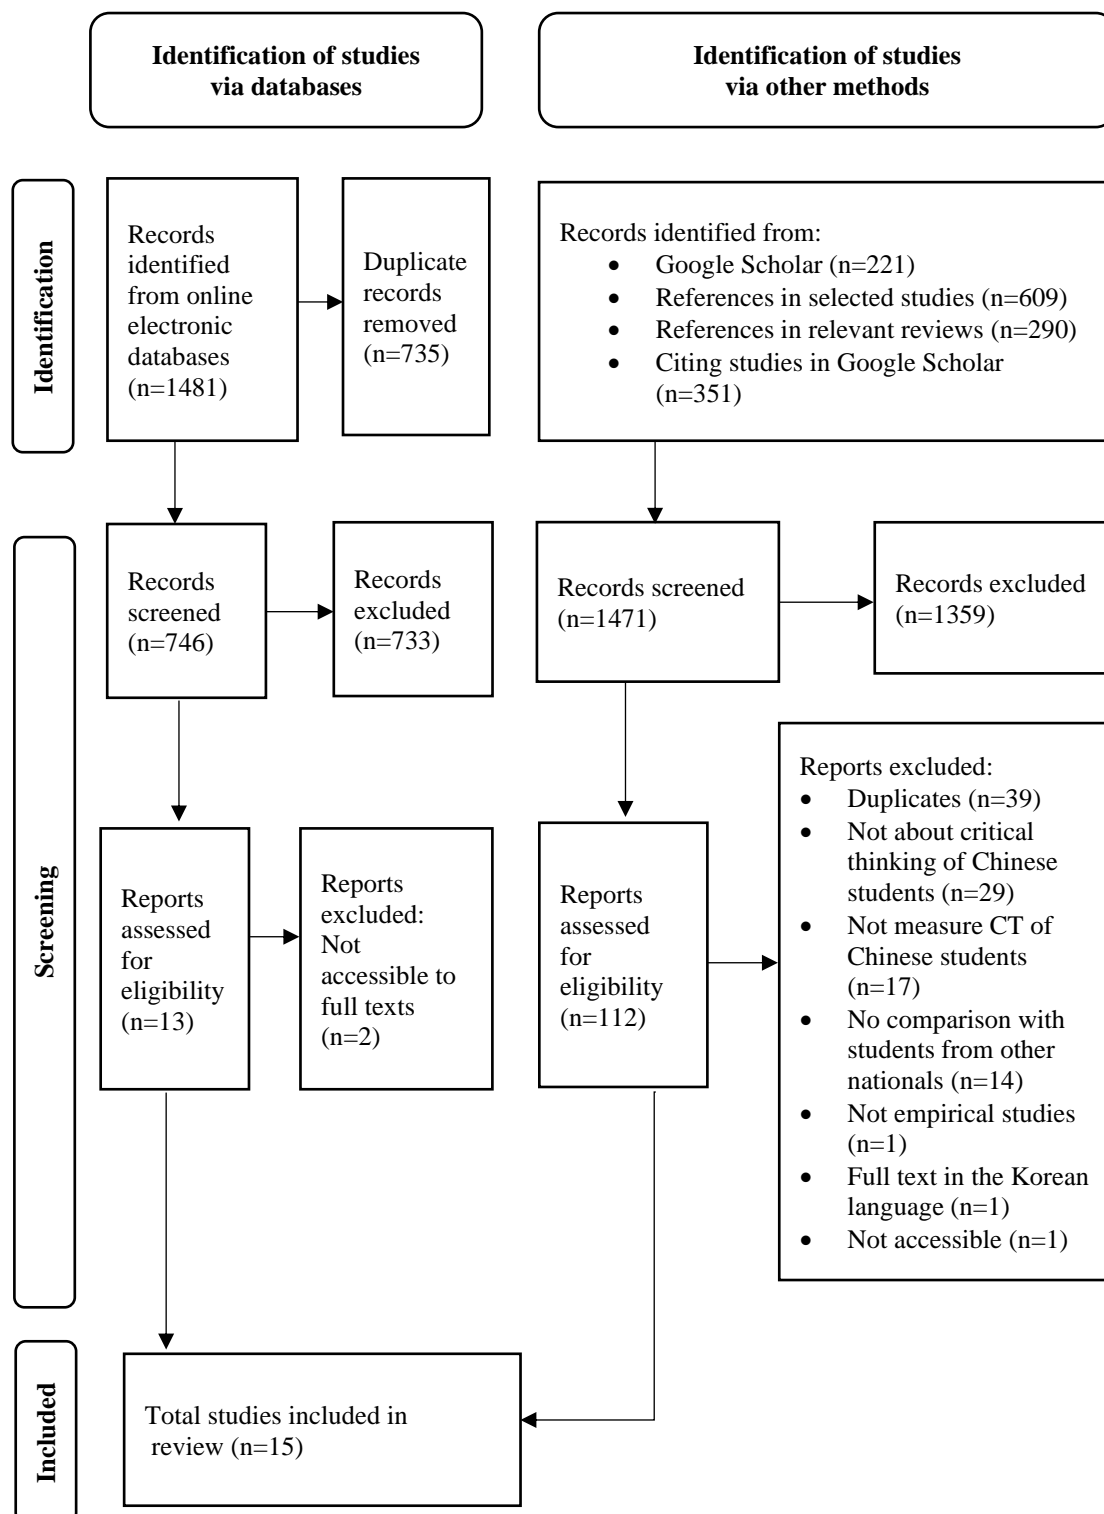 Identification of studies
via databases
Identification of studies
via other methods
Identification
Records
identified
from online
electronic
databases
(n=1481)
Duplicate
records
removed
(n=735)
Records identified from:
• Google Scholar (n=221)
• References in selected studies (n=609)
• References in relevant reviews (n=290)
• Citing studies in Google Scholar
(n=351)
Screening
Records
screened
(n=746)
Records
excluded
(n=733)
Records screened
(n=1471)
Records excluded
(n=1359)
Reports
assessed
for
eligibility
(n=13)
Reports
excluded:
Not
accessible to
full texts
(n=2)
Reports
assessed
for
eligibility
(n=112)
Reports excluded:
• Duplicates (n=39)
• Not about critical
thinking of Chinese
students (n=29)
• Not measure CT of
Chinese students
(n=17)
• No comparison with
students from other
nationals (n=14)
• Not empirical studies
(n=1)
• Full text in the Korean
language (n=1)
• Not accessible (n=1)
Included
Total studies included in
review (n=15)